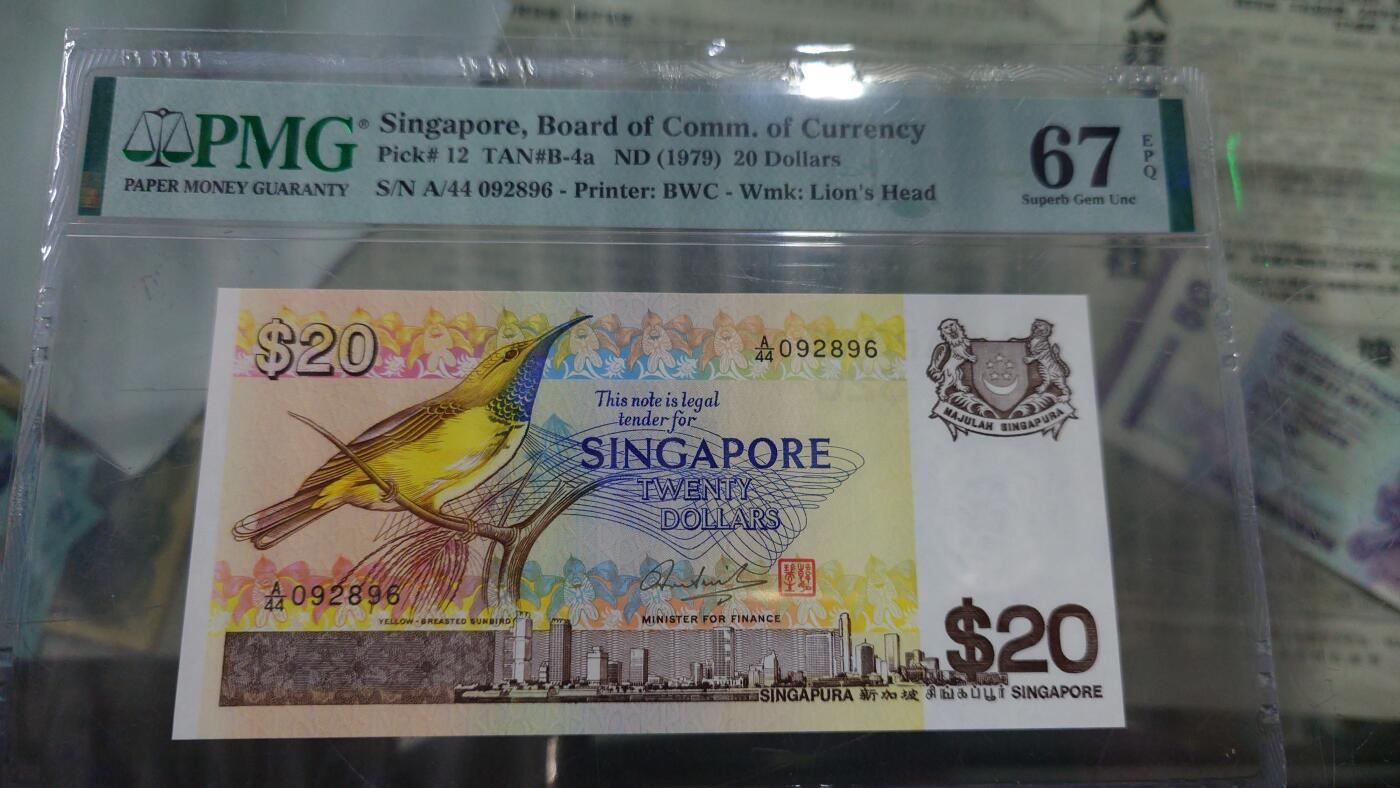 PMG®
PAPER MONEY GUARANTY
Singapore, Board of Comm. of Currency
Pick# 12 TAN#B-4a ND (1979) 20 Dollars
S/N A/44 092896 - Printer: BWC - Wmk: Lion's Head
67
EPQ
Superb Gem Unc
$20
A/44 092896
This note is legal
tender for
SINGAPORE
TWENTY
DOLLARS
MAJULAH SINGAPURA
A/44 092896
YELLOW-BREASTED SUNBIRD
MINISTER FOR FINANCE
$20
SINGAPURA 新加坡 சிங்கப்பூர் SINGAPORE